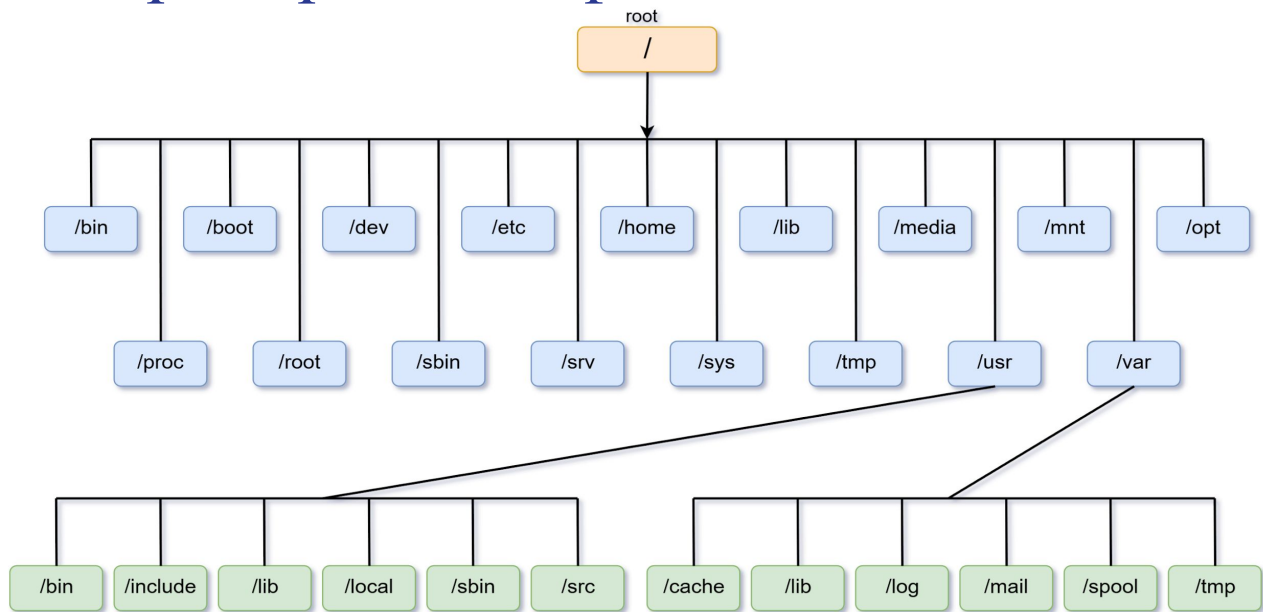 root
/
/bin
/boot
/dev
/etc
/home
/lib
/media
/mnt
/opt
/proc
/root
/sbin
/srv
/sys
/tmp
/usr
/var
/bin
/include
/lib
/local
/sbin
/src
/cache
/lib
/log
/mail
/spool
/tmp